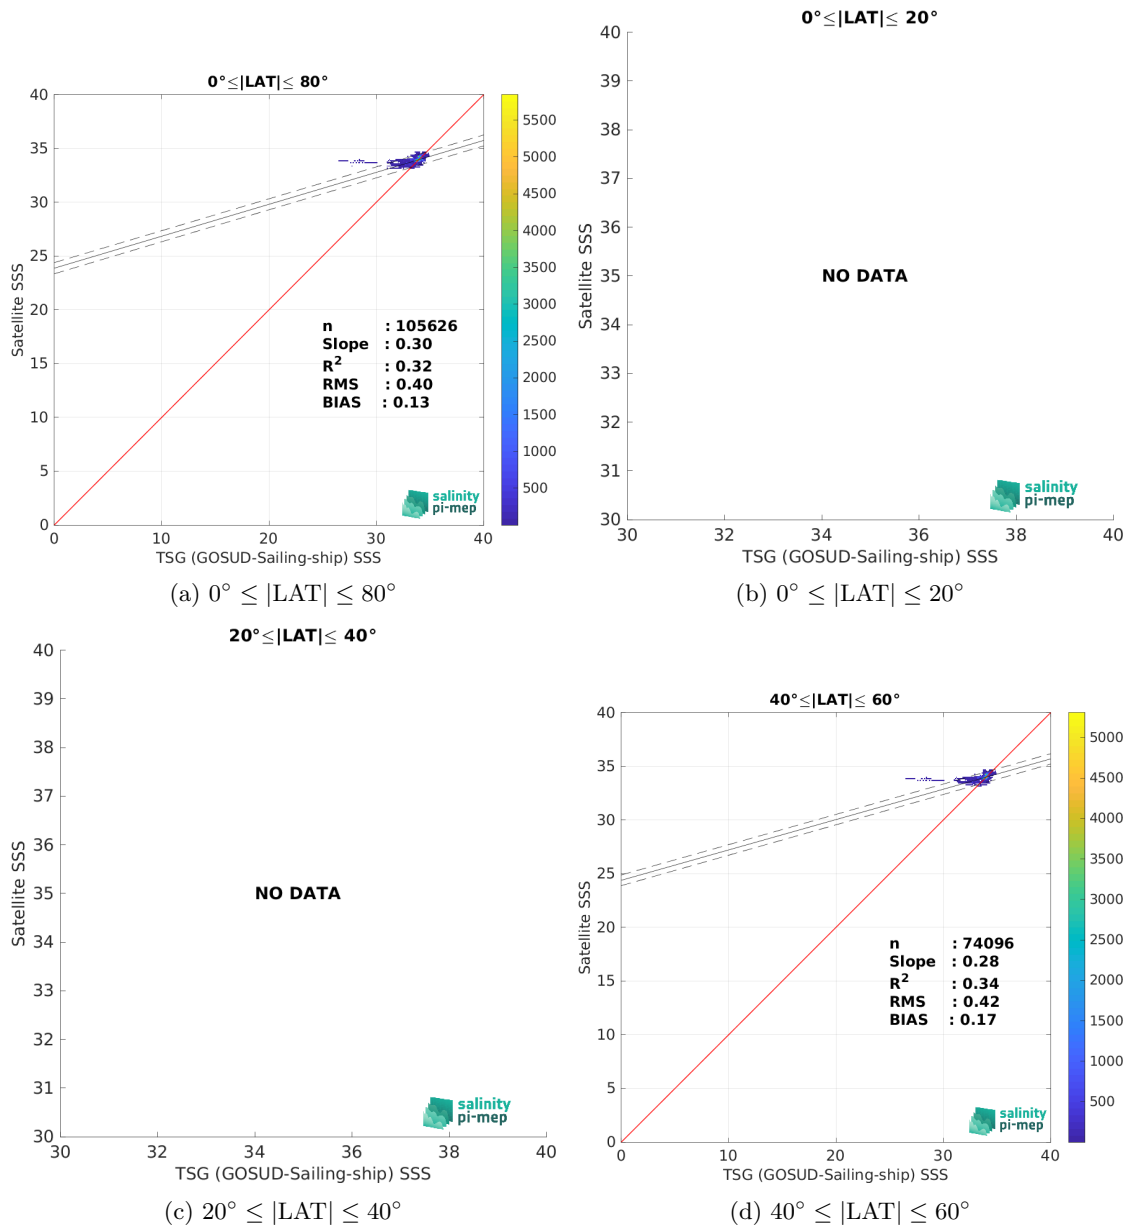 0°≤|LAT|≤ 80°
40
35
30
25
20
15
10
5
0
Satellite SSS
n : 105626
Slope : 0.30
R² : 0.32
RMS : 0.40
BIAS : 0.13
salinity
pi-mep
0 10 20 30 40
TSG (GOSUD-Sailing-ship) SSS
5500
5000
4500
4000
3500
3000
2500
2000
1500
1000
500
(a) 0° ≤ |LAT| ≤ 80°
0°≤|LAT|≤ 20°
40
39
38
37
36
35
34
33
32
31
30
Satellite SSS
NO DATA
salinity
pi-mep
30 32 34 36 38 40
TSG (GOSUD-Sailing-ship) SSS
(b) 0° ≤ |LAT| ≤ 20°
20°≤|LAT|≤ 40°
40
39
38
37
36
35
34
33
32
31
30
Satellite SSS
NO DATA
salinity
pi-mep
30 32 34 36 38 40
TSG (GOSUD-Sailing-ship) SSS
(c) 20° ≤ |LAT| ≤ 40°
40°≤|LAT|≤ 60°
40
35
30
25
20
15
10
5
0
Satellite SSS
n : 74096
Slope : 0.28
R² : 0.34
RMS : 0.42
BIAS : 0.17
salinity
pi-mep
0 10 20 30 40
TSG (GOSUD-Sailing-ship) SSS
5000
4500
4000
3500
3000
2500
2000
1500
1000
500
(d) 40° ≤ |LAT| ≤ 60°